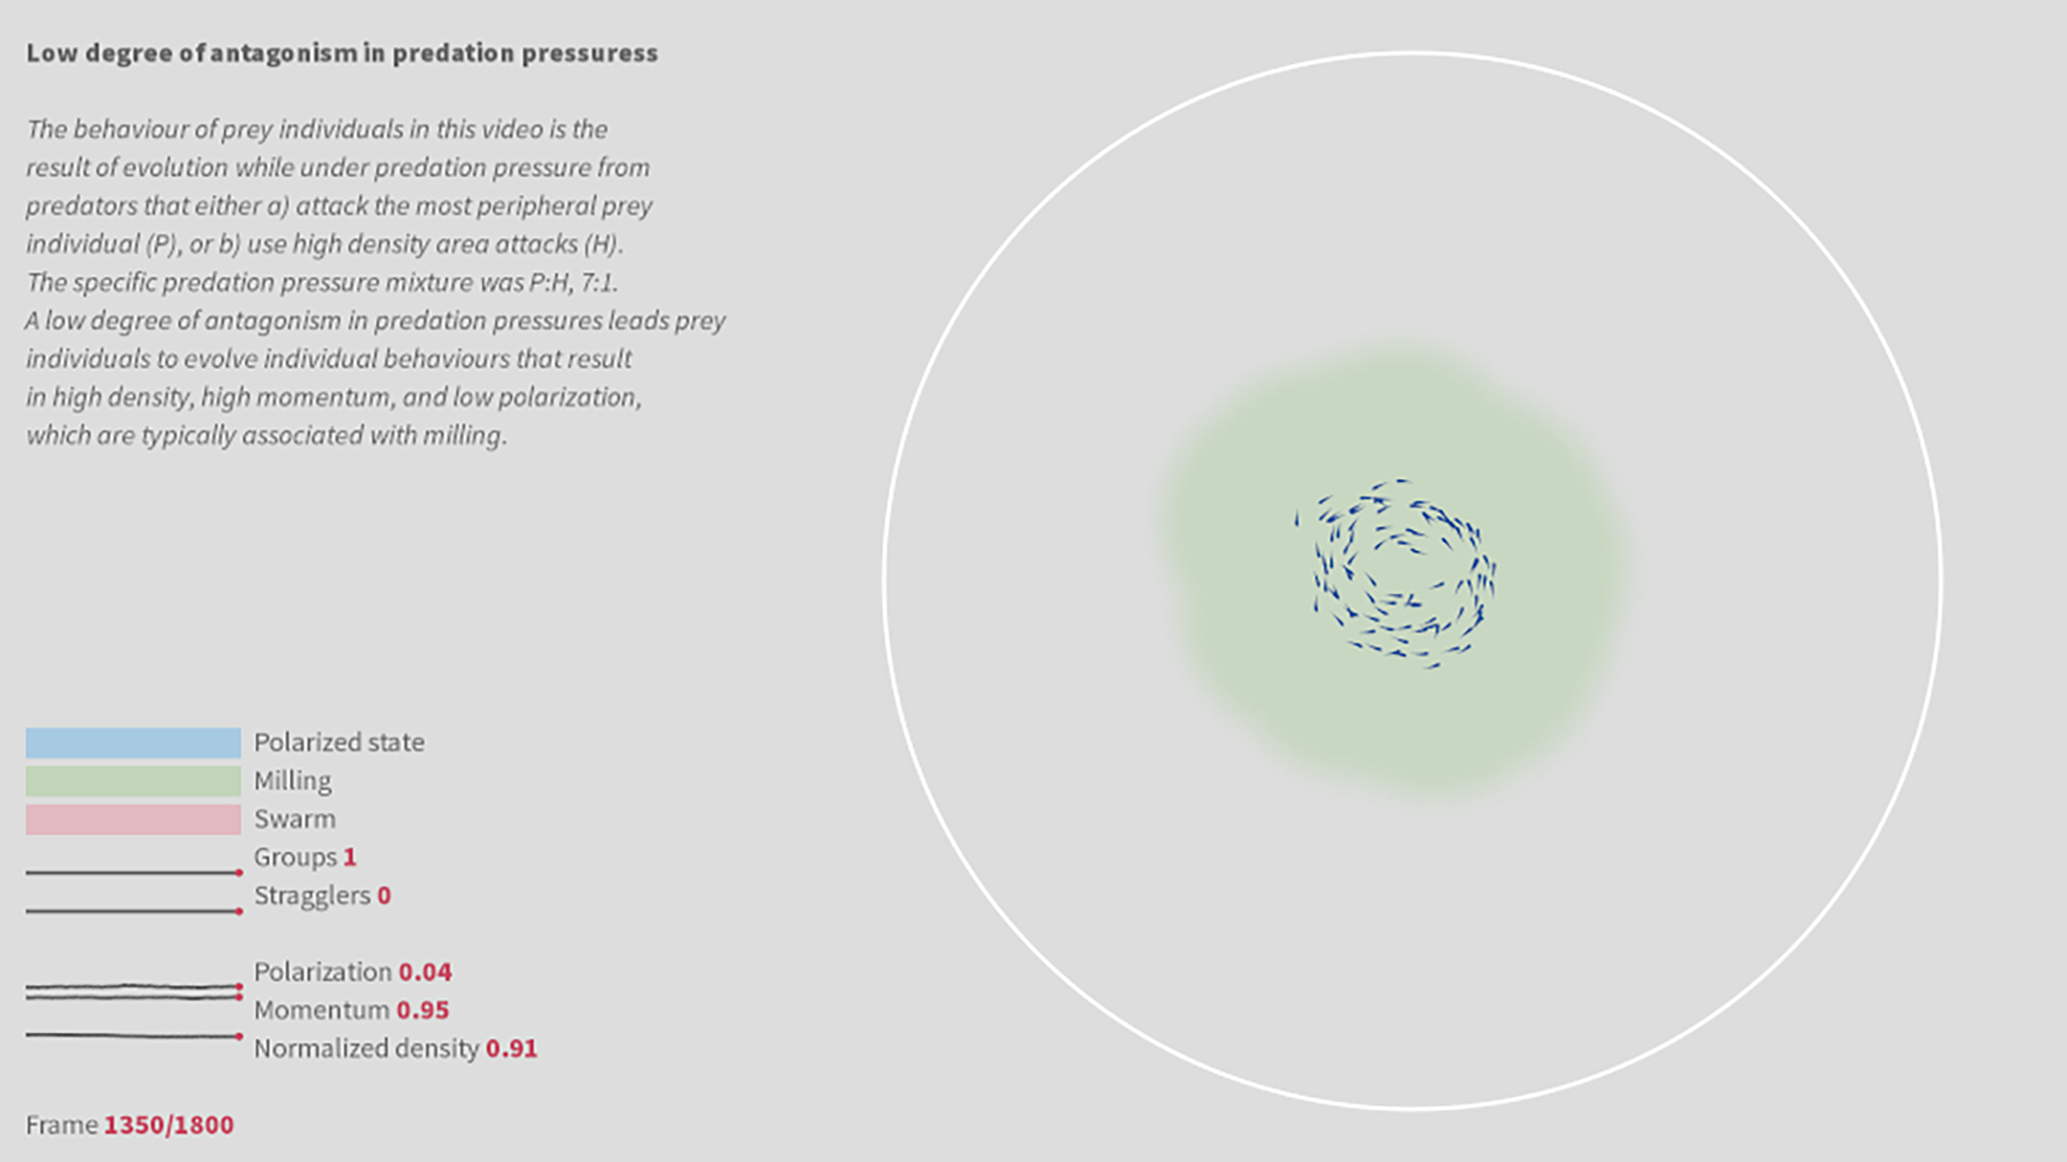 Low degree of antagonism in predation pressuress
The behaviour of prey individuals in this video is the
result of evolution while under predation pressure from
predators that either a) attack the most peripheral prey
individual (P), or b) use high density area attacks (H).
The specific predation pressure mixture was P:H, 7:1.
A low degree of antagonism in predation pressures leads prey
individuals to evolve individual behaviours that result
in high density, high momentum, and low polarization,
which are typically associated with milling.
Polarized state
Milling
Swarm
Groups 1
Stragglers 0
Polarization 0.04
Momentum 0.95
Normalized density 0.91
Frame 1350/1800